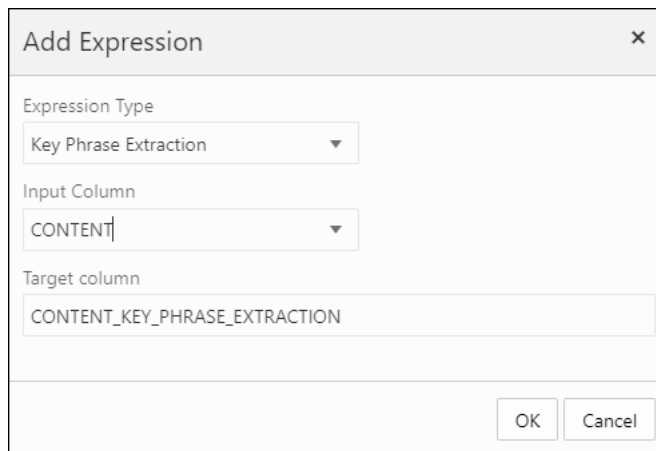 Add Expression
Expression Type
Key Phrase Extraction
Input Column
CONTENT
Target column
CONTENT_KEY_PHRASE_EXTRACTION
OK Cancel